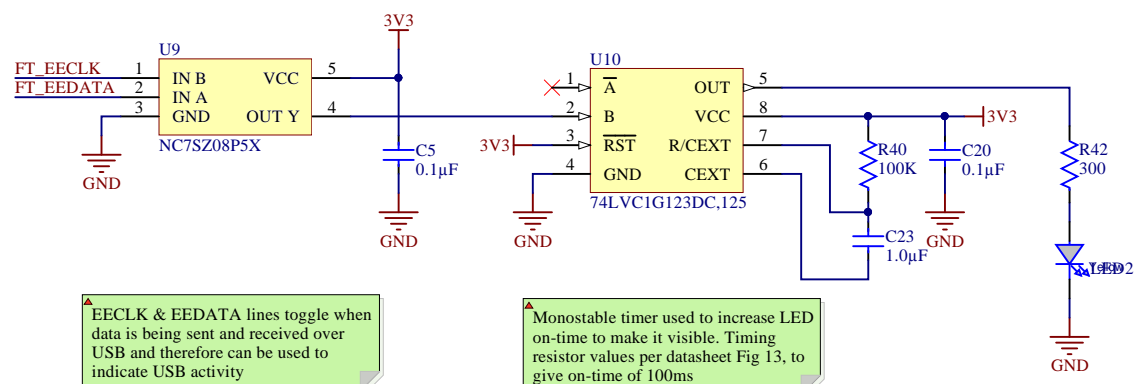 3V3
U9
FT_EECLK 1 IN B VCC 5
FT_EEDATA 2 IN A
3 GND OUT Y 4
NC7SZ08P5X
GND
C5
0.1µF
GND
U10
1 A OUT 5
2 B VCC 8
3V3
3V3 3 RST R/CEXT 7
4 GND CEXT 6
74LVC1G123DC,125
GND
R40
100K
C20
0.1µF
GND
C23
1.0µF
R42
300
Yellow
LED2
GND
EECLK & EEDATA lines toggle when
data is being sent and received over
USB and therefore can be used to
indicate USB activity
Monostable timer used to increase LED
on-time to make it visible. Timing
resistor values per datasheet Fig 13, to
give on-time of 100ms